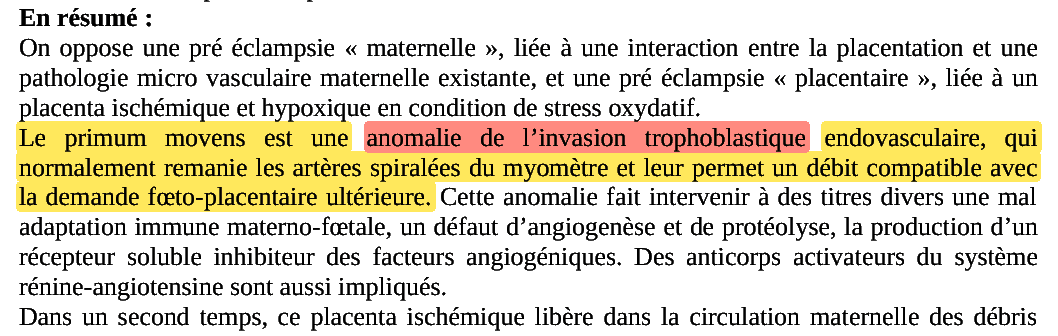 En résumé :
On oppose une pré éclampsie « maternelle », liée à une interaction entre la placentation et une
pathologie micro vasculaire maternelle existante, et une pré éclampsie « placentaire », liée à un
placenta ischémique et hypoxique en condition de stress oxydatif.
Le primum movens est une anomalie de l’invasion trophoblastique endovasculaire, qui
normalement remanie les artères spiralées du myomètre et leur permet un débit compatible avec
la demande fœto-placentaire ultérieure. Cette anomalie fait intervenir à des titres divers une mal
adaptation immune materno-fœtale, un défaut d’angiogenèse et de protéolyse, la production d’un
récepteur soluble inhibiteur des facteurs angiogéniques. Des anticorps activateurs du système
rénine-angiotensine sont aussi impliqués.
Dans un second temps, ce placenta ischémique libère dans la circulation maternelle des débris